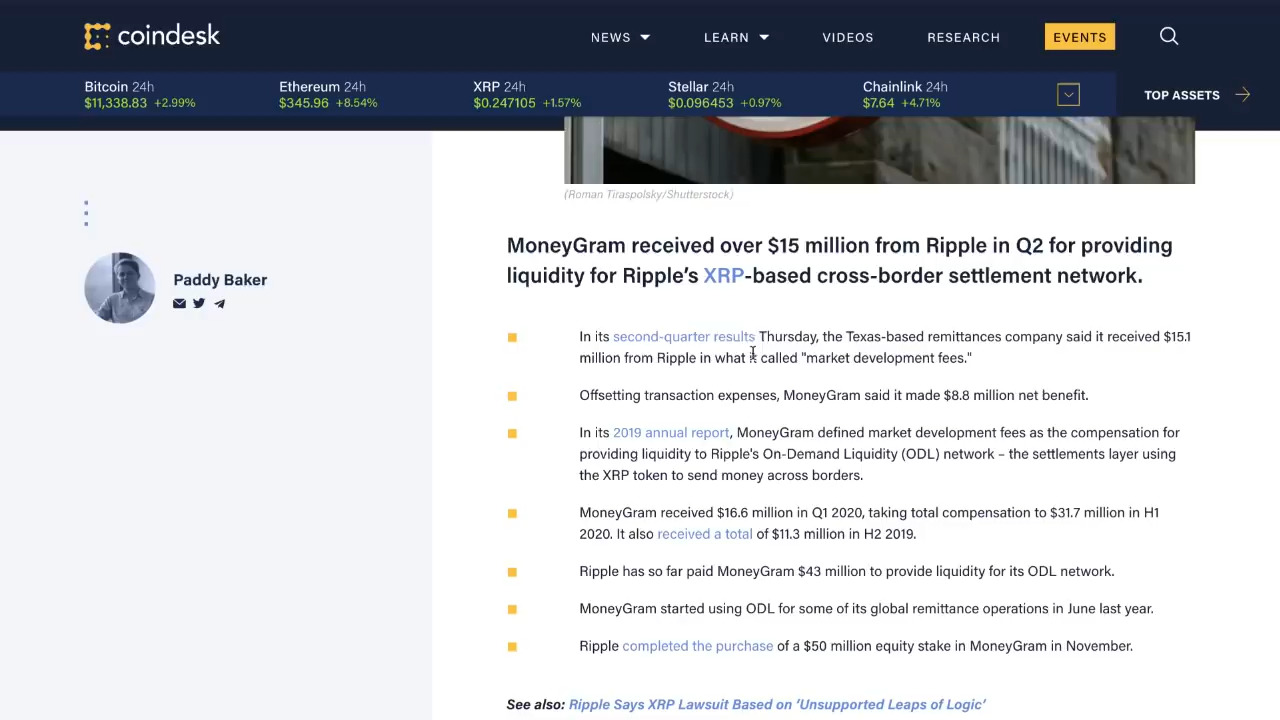 coindesk
NEWS LEARN VIDEOS RESEARCH EVENTS
Bitcoin 24h Ethereum 24h XRP 24h Stellar 24h Chainlink 24h
$11,338.83 +2.99% $345.96 +8.54% $0.247105 +1.57% $0.096453 +0.97% $7.64 +4.71%
TOP ASSETS
(Roman Tiraspolsky/Shutterstock)
Paddy Baker
MoneyGram received over $15 million from Ripple in Q2 for providing
liquidity for Ripple's XRP-based cross-border settlement network.
In its second-quarter results Thursday, the Texas-based remittances company said it received $15.1
million from Ripple in what it called "market development fees."
Offsetting transaction expenses, MoneyGram said it made $8.8 million net benefit.
In its 2019 annual report, MoneyGram defined market development fees as the compensation for
providing liquidity to Ripple's On-Demand Liquidity (ODL) network – the settlements layer using
the XRP token to send money across borders.
MoneyGram received $16.6 million in Q1 2020, taking total compensation to $31.7 million in H1
2020. It also received a total of $11.3 million in H2 2019.
Ripple has so far paid MoneyGram $43 million to provide liquidity for its ODL network.
MoneyGram started using ODL for some of its global remittance operations in June last year.
Ripple completed the purchase of a $50 million equity stake in MoneyGram in November.
See also: Ripple Says XRP Lawsuit Based on 'Unsupported Leaps of Logic'